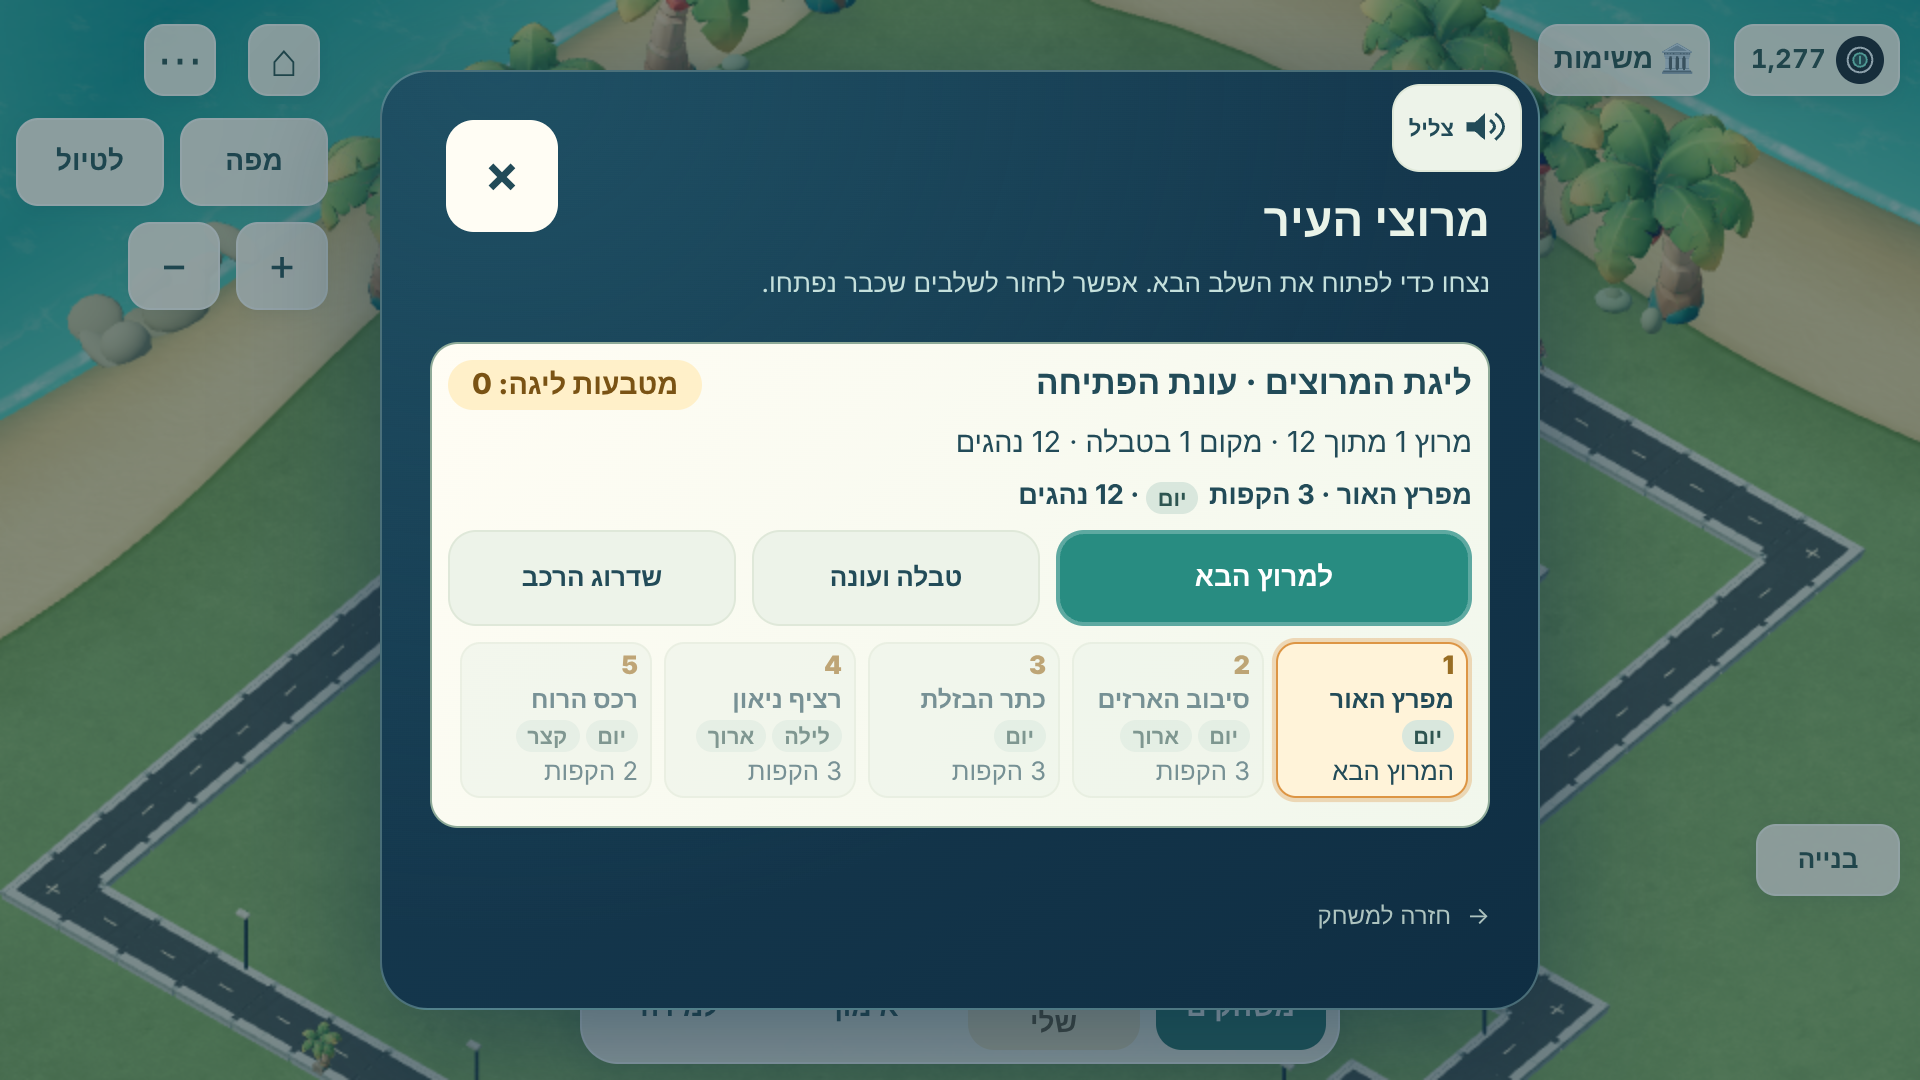 1,277
משימות
⌂
...
מפה
לטיול
+
−
צליל
×
מרוצי העיר
נצחו כדי לפתוח את השלב הבא. אפשר לחזור לשלבים שכבר נפתחו.
ליגת המרוצים · עונת הפתיחה
מטבעות ליגה: 0
מרוץ 1 מתוך 12 · מקום 1 בטבלה · 12 נהגים
מפרץ האור · 3 הקפות יום · 12 נהגים
למרוץ הבא
טבלה ועונה
שדרוג הרכב
1
מפרץ האור
יום
המרוץ הבא
2
סיבוב הארזים
יום ארוך
3 הקפות
3
כתר הבזלת
יום
3 הקפות
4
רציף ניאון
לילה ארוך
3 הקפות
5
רכס הרוח
יום קצר
2 הקפות
בנייה
→ חזרה למשחק
משחקים
שלי